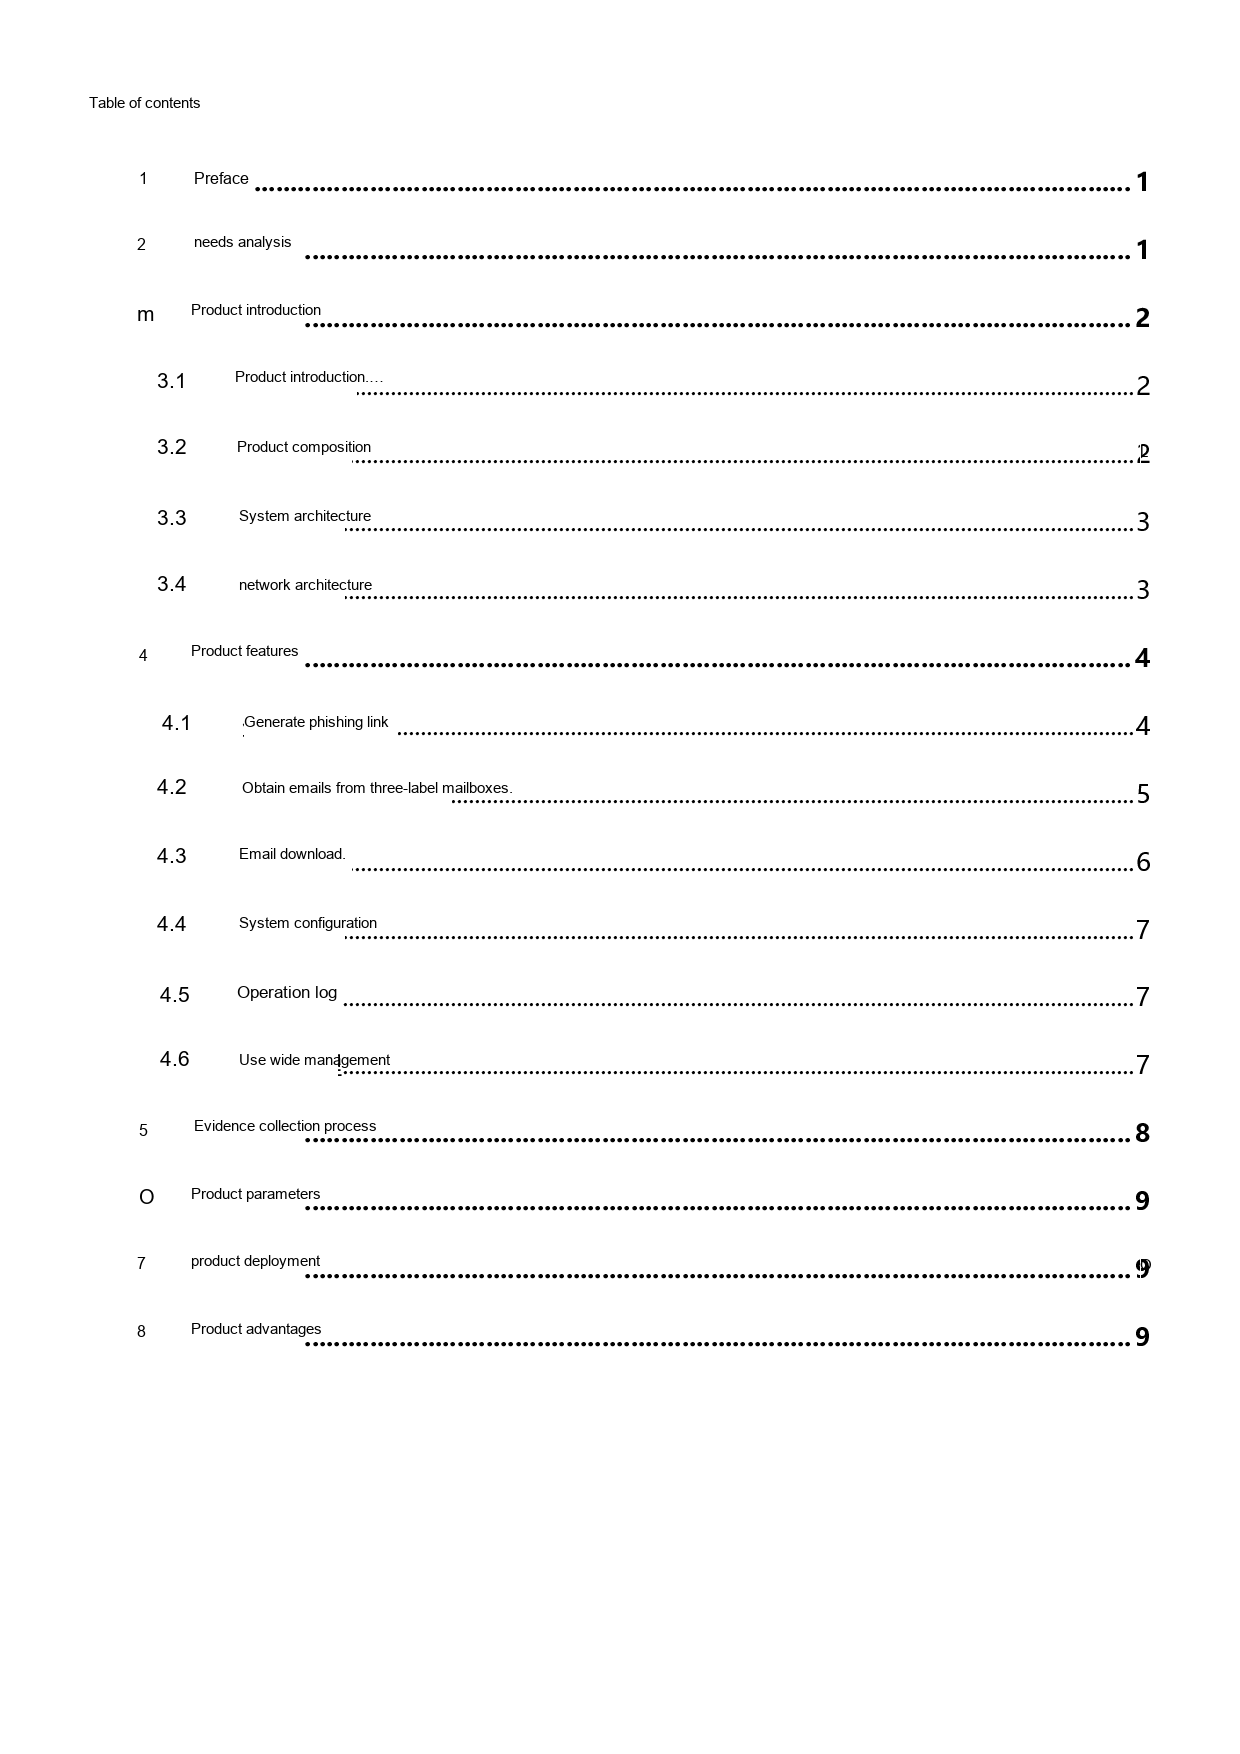 Table of contents
1 Preface ........ 1
2 needs analysis ........ 1
m Product introduction ........ 2
3.1 Product introduction.... ........ 2
3.2 Product composition ........ 2
3.3 System architecture ........ 3
3.4 network architecture ........ 3
4 Product features ........ 4
4.1 Generate phishing link ........ 4
4.2 Obtain emails from three-label mailboxes. ........ 5
4.3 Email download. ........ 6
4.4 System configuration ........ 7
4.5 Operation log ........ 7
4.6 Use wide management ........ 7
5 Evidence collection process ........ 8
O Product parameters ........ 9
7 product deployment ........ 9
8 Product advantages ........ 9